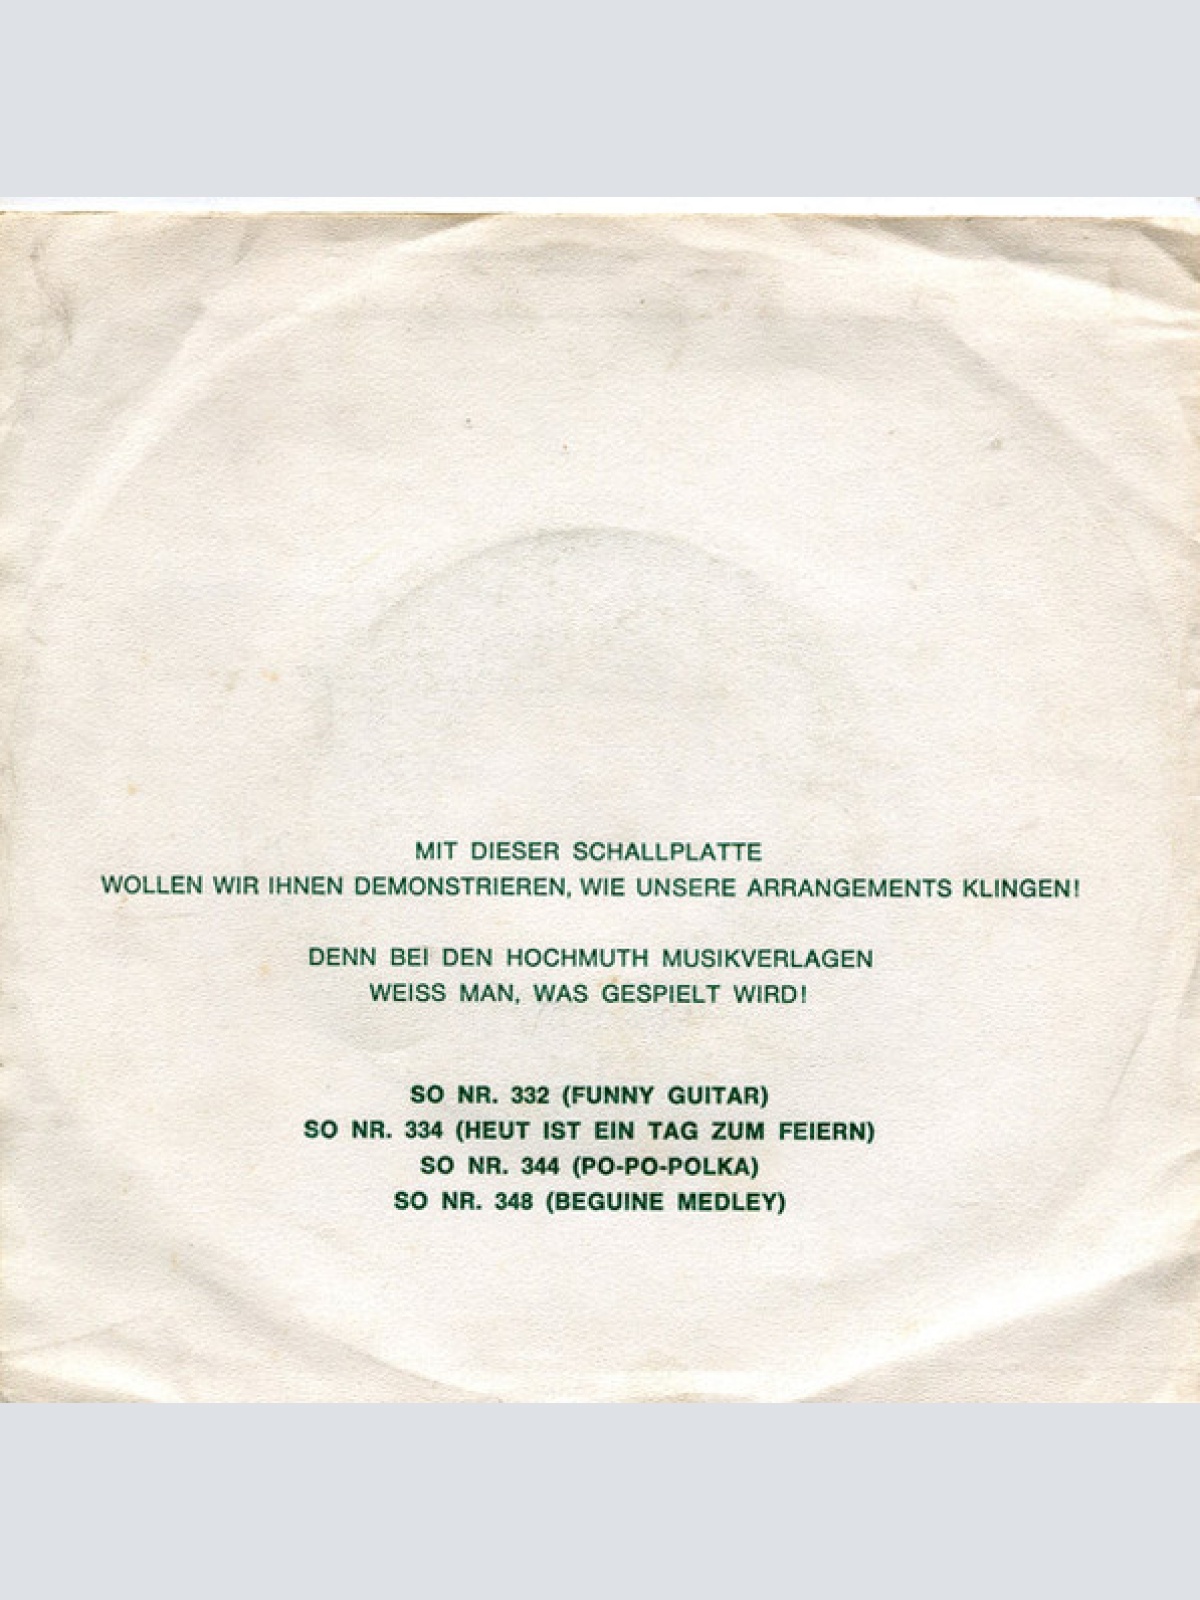 MIT DIESER SCHALLPLATTE
WOLLEN WIR IHNEN DEMONSTRIEREN, WIE UNSERE ARRANGEMENTS KLINGEN!
DENN BEI DEN HOCHMUTH MUSIKVERLAGEN
WEISS MAN, WAS GESPIELT WIRD!
SO NR. 332 (FUNNY GUITAR)
SO NR. 334 (HEUT IST EIN TAG ZUM FEIERN)
SO NR. 344 (PO-PO-POLKA)
SO NR. 348 (BEGUINE MEDLEY)